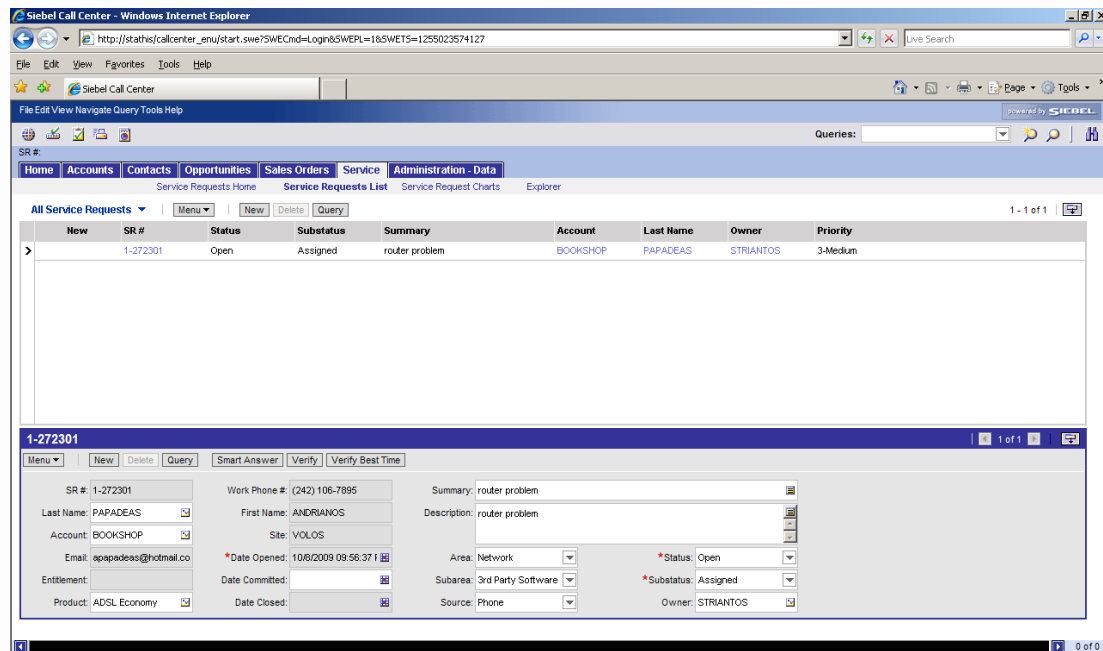 Siebel Call Center - Windows Internet Explorer
http://stathis/callcenter_enu/start.swe?SWECmd=Login&SWEPL=1&SWETS=1255023574127
Live Search
File Edit View Favorites Tools Help
Siebel Call Center
Page Tools
File Edit View Navigate Query Tools Help
powered by SIEBEL
Queries:
SR #:
Home Accounts Contacts Opportunities Sales Orders Service Administration - Data
Service Requests Home Service Requests List Service Request Charts Explorer
All Service Requests Menu New Delete Query 1 - 1 of 1
New SR # Status Substatus Summary Account Last Name Owner Priority
1-272301 Open Assigned router problem BOOKSHOP PAPADEAS STRIANTOS 3-Medium
1-272301 1 of 1
Menu New Delete Query Smart Answer Verify Verify Best Time
SR #: 1-272301 Work Phone #: (242) 106-7895 Summary: router problem
Last Name: PAPADEAS First Name: ANDRIANOS Description: router problem
Account: BOOKSHOP Site: VOLOS
Email: apapadeas@hotmail.co *Date Opened: 10/8/2009 09:56:37 Area: Network *Status: Open
Entitlement: Date Committed: Subarea: 3rd Party Software *Substatus: Assigned
Product: ADSL Economy Date Closed: Source: Phone Owner: STRIANTOS
0 of 0